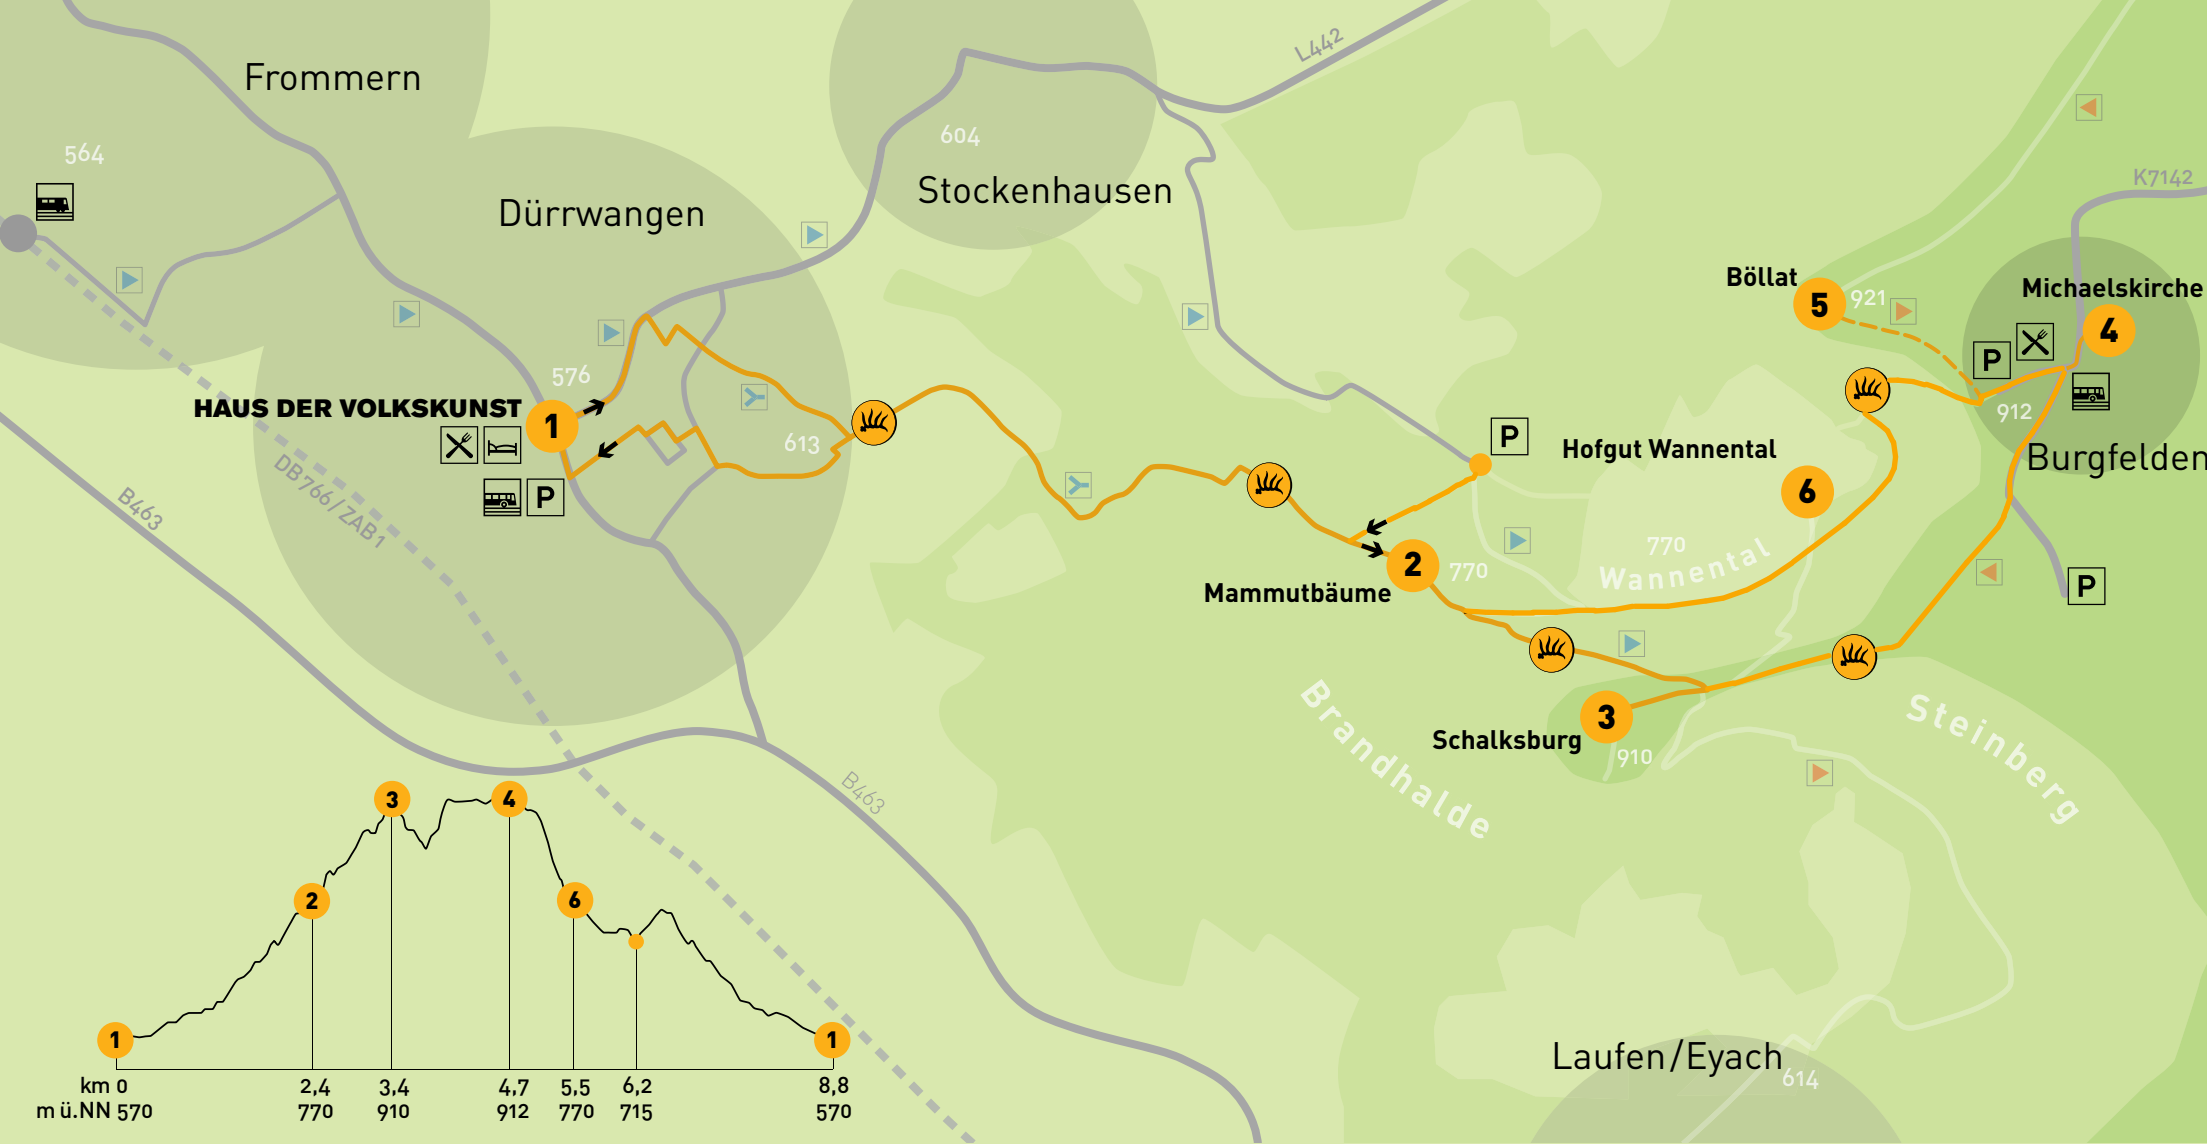 L442
Frommern
604
564
K7142
Stockenhausen
Dürrwangen
Böllat
5
921
Michaelskirche
4
P
576
HAUS DER VOLKSKUNST
1
912
613
P
Hofgut Wannental
Burgfelden
6
P
DB766/ZAB1
B463
770
Wannental
2
770
Mammutbäume
P
3
Schalksburg
910
Brandhalde
Steinberg
B463
3
4
2
6
1
1
Laufen/Eyach
614
km 0 2,4 3,4 4,7 5,5 6,2 8,8
m ü.NN 570 770 910 912 770 715 570